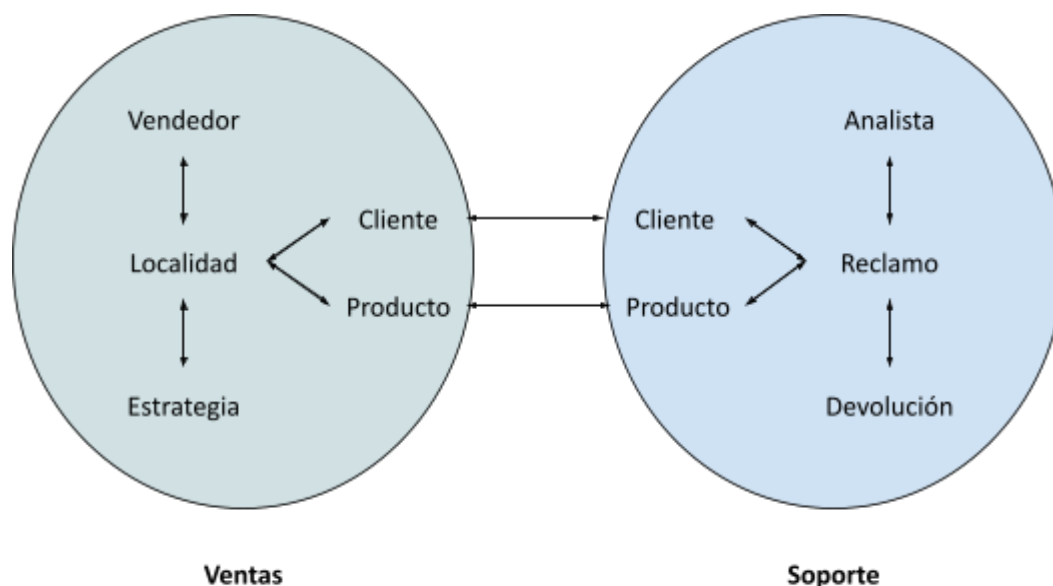 Vendedor
Cliente
Localidad
Producto
Estrategia
Ventas
Analista
Cliente
Reclamo
Producto
Devolución
Soporte